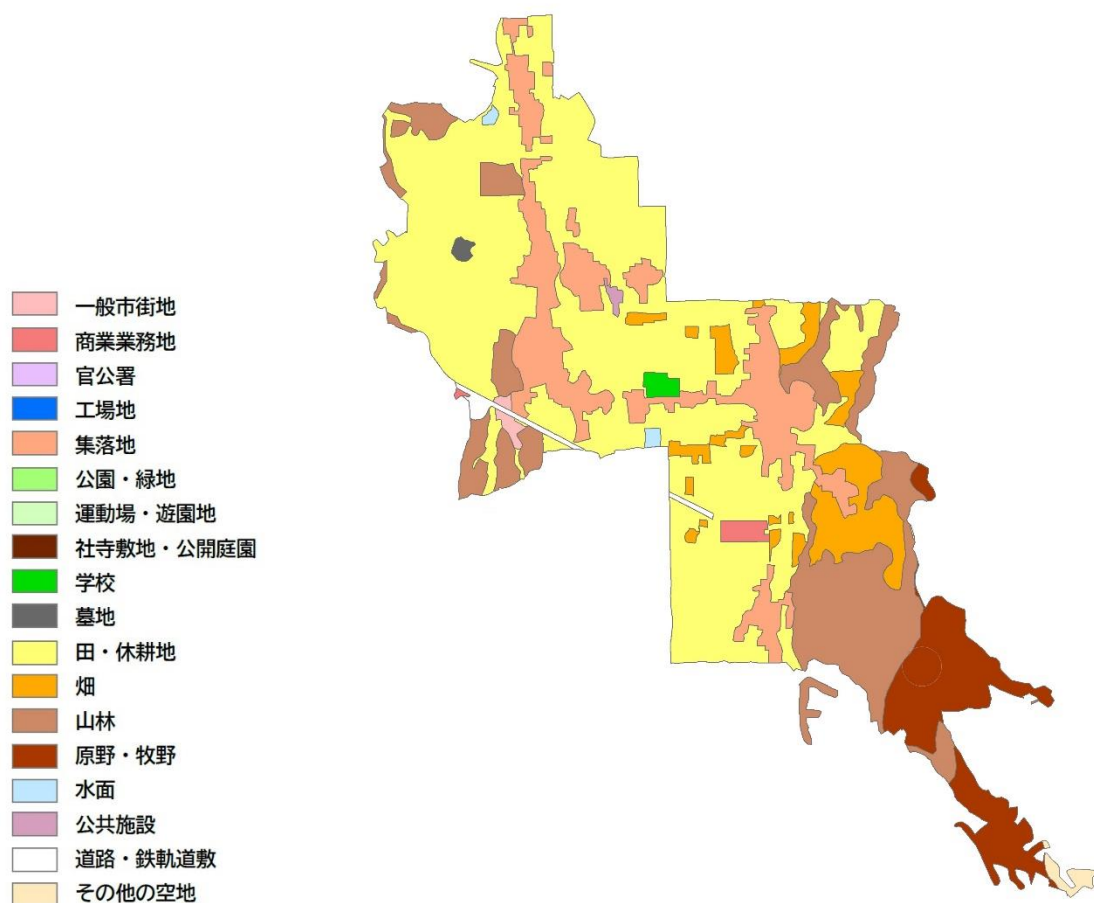 一般市街地
商業業務地
官公署
工場地
集落地
公園・緑地
運動場・遊園地
社寺敷地・公開庭園
学校
墓地
田・休耕地
畑
山林
原野・牧野
水面
公共施設
道路・鉄軌道敷
その他の空地